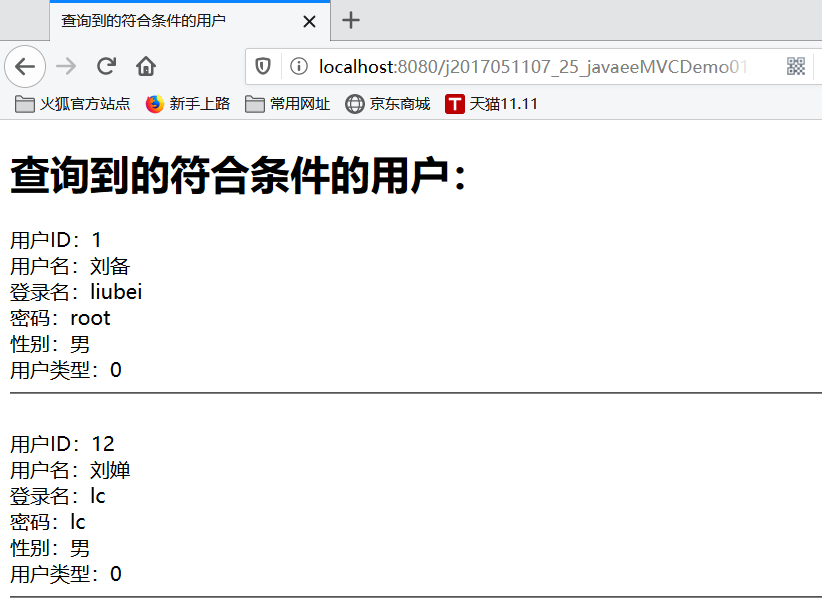 查询到的符合条件的用户
localhost:8080/j2017051107_25_javaeeMVCDemo01
火狐官方站点 新手上路 常用网址 京东商城 T 天猫11.11
查询到的符合条件的用户：
用户ID：1
用户名：刘备
登录名：liubei
密码：root
性别：男
用户类型：0
用户ID：12
用户名：刘婵
登录名：lc
密码：lc
性别：男
用户类型：0